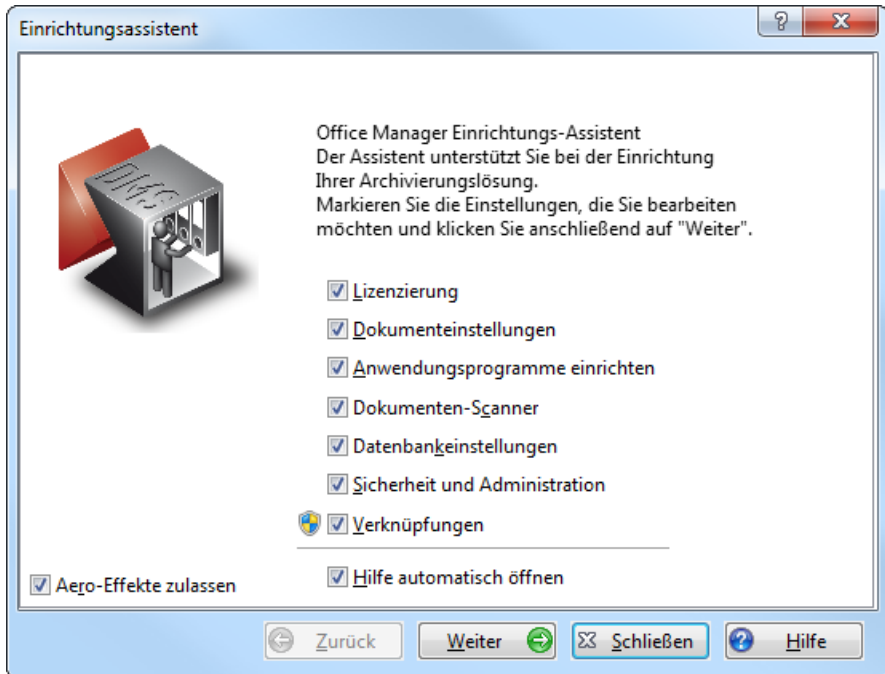 Einrichtungsassistent
DMS
Office Manager Einrichtungs-Assistent
Der Assistent unterstützt Sie bei der Einrichtung
Ihrer Archivierungslösung.
Markieren Sie die Einstellungen, die Sie bearbeiten
möchten und klicken Sie anschließend auf "Weiter".
Lizenzierung
Dokumenteinstellungen
Anwendungsprogramme einrichten
Dokumenten-Scanner
Datenbankeinstellungen
Sicherheit und Administration
Verknüpfungen
Hilfe automatisch öffnen
Aero-Effekte zulassen
Zurück
Weiter
Schließen
Hilfe